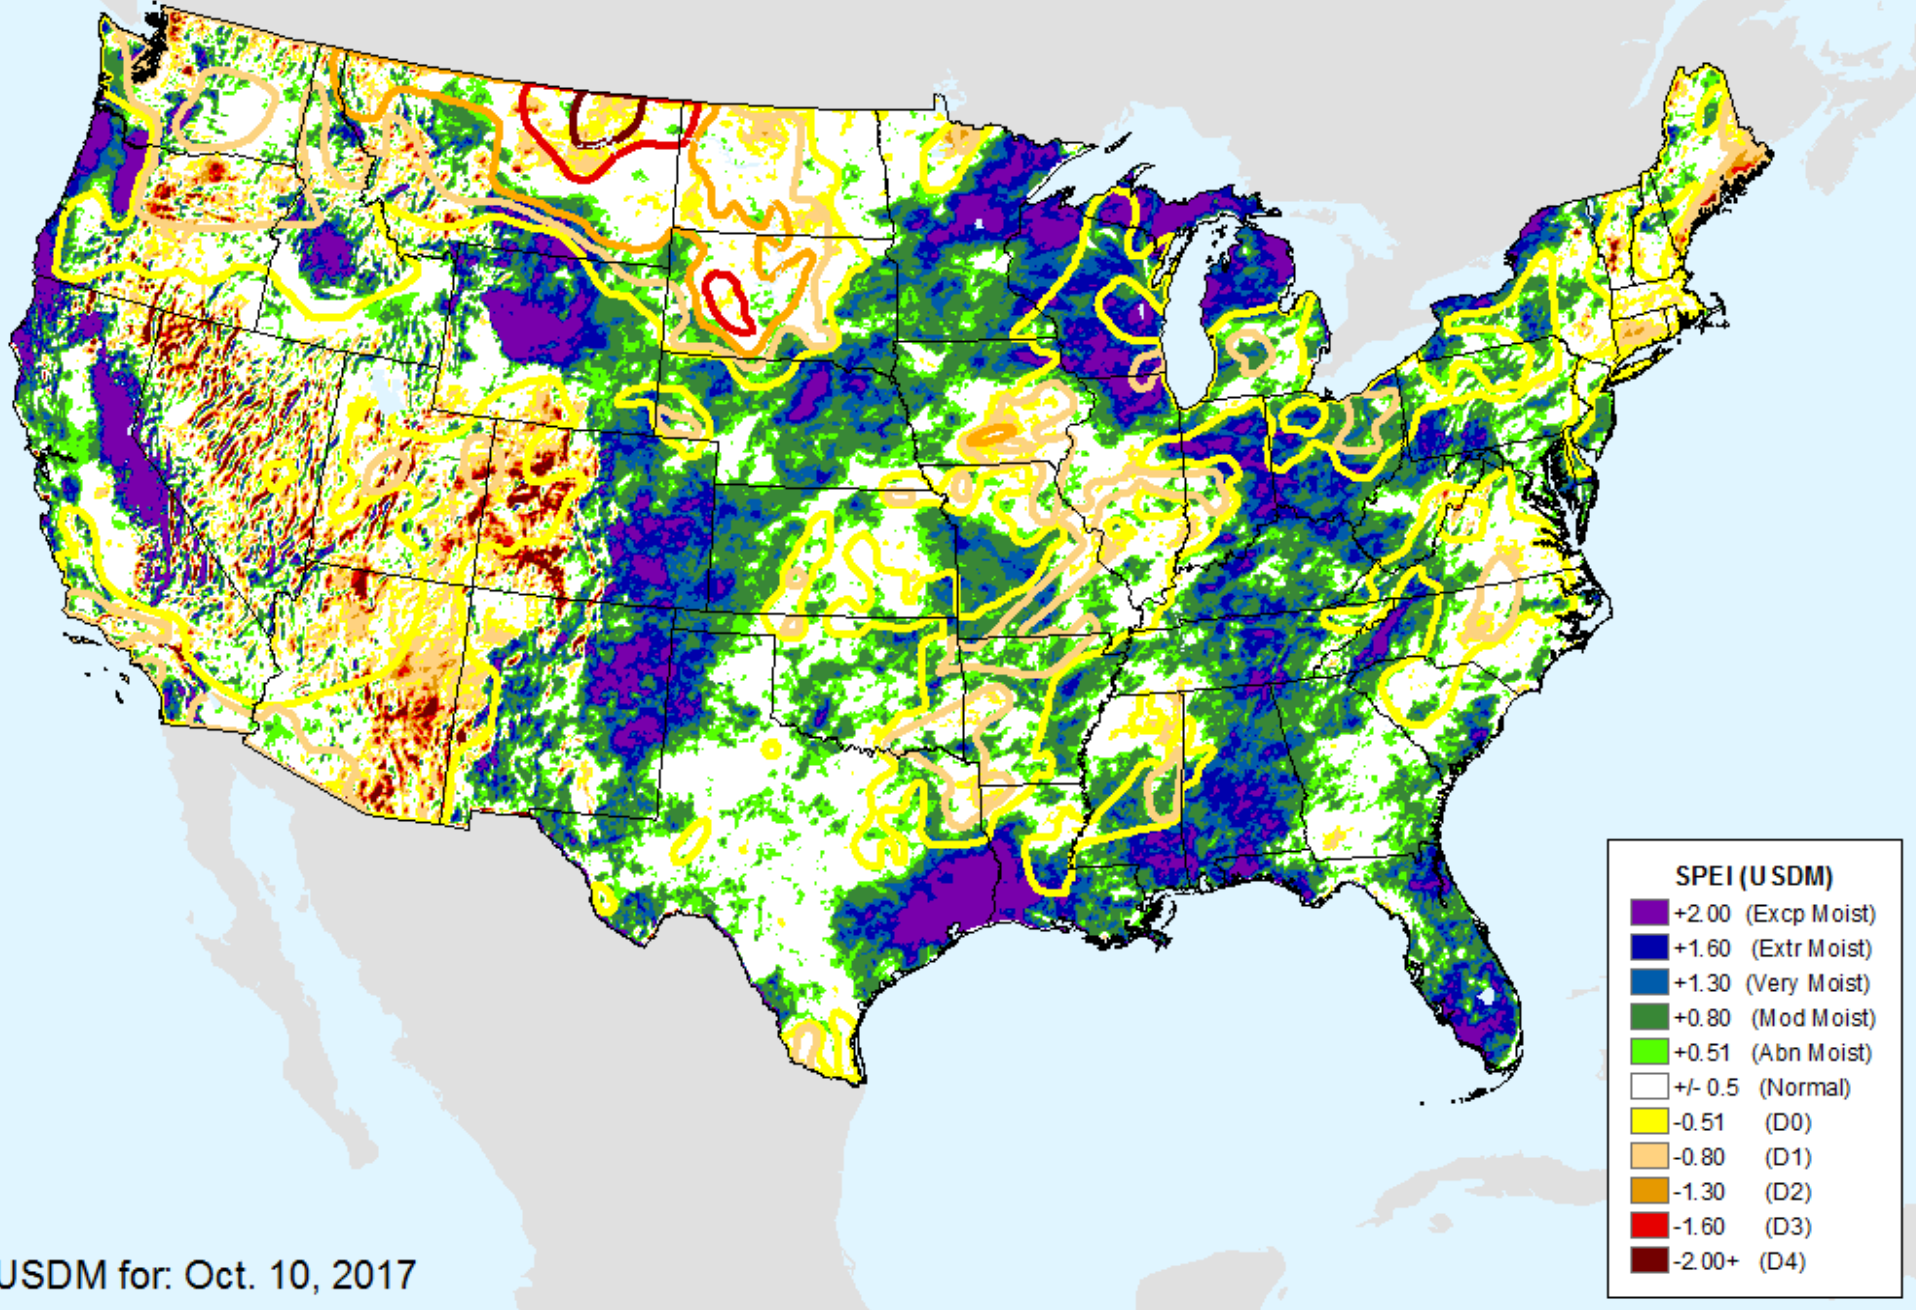 SPEI (USDM)
+2.00 (Excp Moist)
+1.60 (Extr Moist)
+1.30 (Very Moist)
+0.80 (Mod Moist)
+0.51 (Abn Moist)
+/- 0.5 (Normal)
-0.51 (D0)
-0.80 (D1)
-1.30 (D2)
-1.60 (D3)
-2.00+ (D4)
USDM for: Oct. 10, 2017